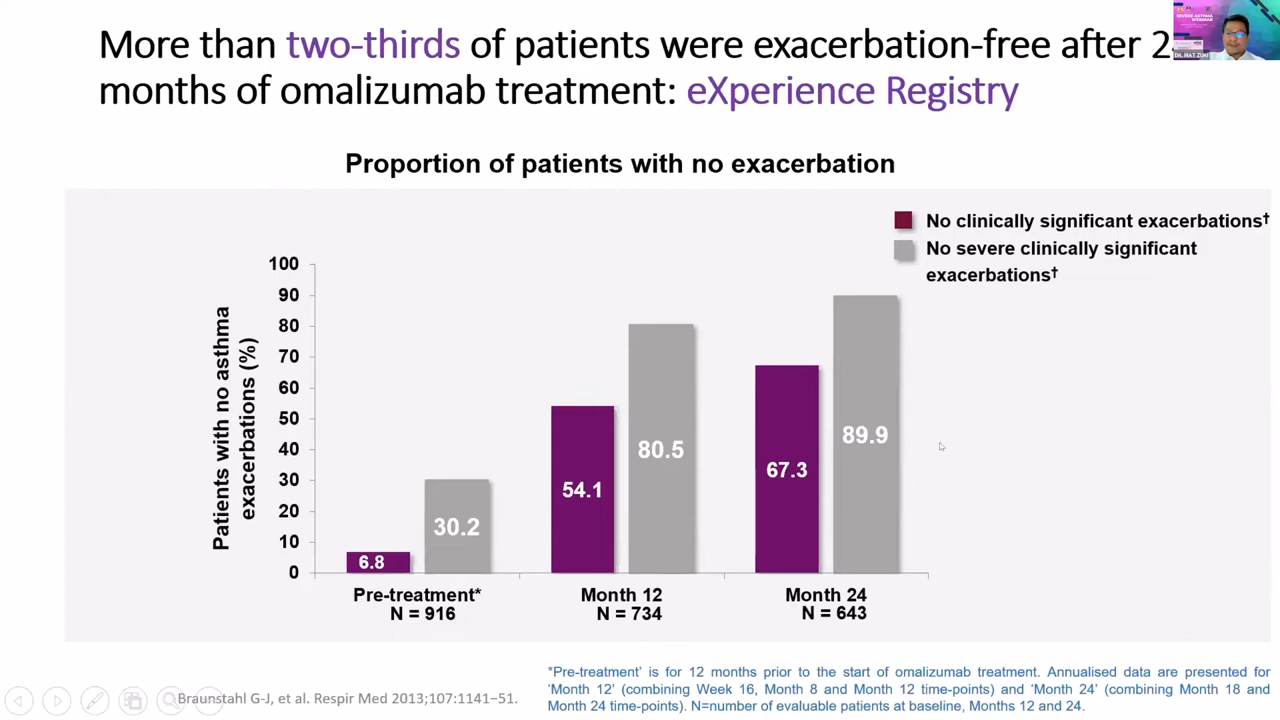 More than two-thirds of patients were exacerbation-free after 2
months of omalizumab treatment: eXperience Registry
SEVERE ASTHMA
WEBINAR
DR. MAT ZUKI
Proportion of patients with no exacerbation
No clinically significant exacerbations†
No severe clinically significant
exacerbations†
Patients with no asthma
exacerbations (%)
100
90
80
70
60
50
40
30
20
10
0
6.8
30.2
54.1
80.5
67.3
89.9
Pre-treatment*
N = 916
Month 12
N = 734
Month 24
N = 643
*'Pre-treatment' is for 12 months prior to the start of omalizumab treatment. Annualised data are presented for
'Month 12' (combining Week 16, Month 8 and Month 12 time-points) and 'Month 24' (combining Month 18 and
Month 24 time-points). N=number of evaluable patients at baseline, Months 12 and 24.
Braunstahl G-J, et al. Respir Med 2013;107:1141–51.